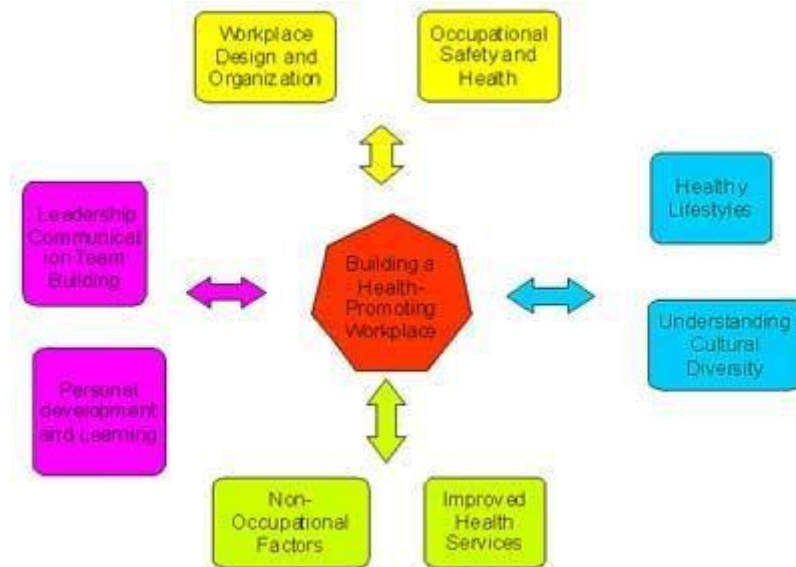 Workplace
Design and
Organization
Occupational
Safety and
Health
Leadership
Communicat
ion Team
Building
Building a
Health-
Promoting
Workplace
Healthy
Lifestyles
Understanding
Cultural
Diversity
Personal
development
and Learning
Non-
Occupational
Factors
Improved
Health
Services